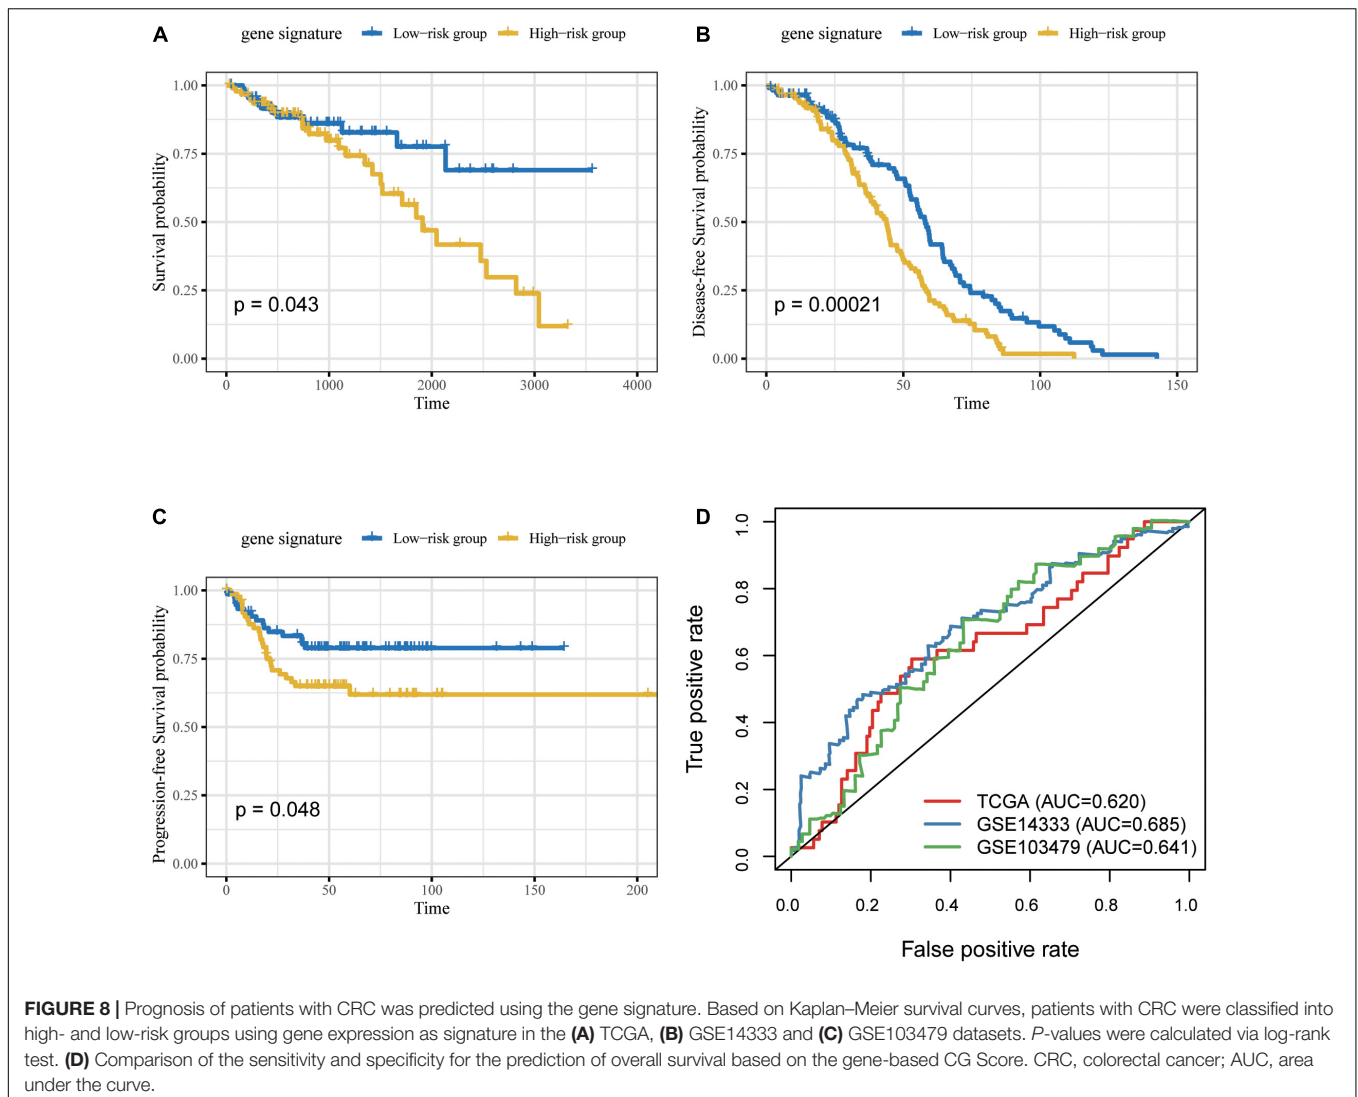 A
gene signature Low−risk group High−risk group
1.00
0.75
0.50
0.25
0.00
Survival probability
p = 0.043
0 1000 2000 3000 4000
Time
B
gene signature Low−risk group High−risk group
1.00
0.75
0.50
0.25
0.00
Disease-free Survival probability
p = 0.00021
0 50 100 150
Time
C
gene signature Low−risk group High−risk group
1.00
0.75
0.50
0.25
0.00
Progression-free Survival probability
p = 0.048
0 50 100 150 200
Time
D
1.0
0.8
0.6
0.4
0.2
0.0
True positive rate
TCGA (AUC=0.620)
GSE14333 (AUC=0.685)
GSE103479 (AUC=0.641)
0.0 0.2 0.4 0.6 0.8 1.0
False positive rate
FIGURE 8 | Prognosis of patients with CRC was predicted using the gene signature. Based on Kaplan–Meier survival curves, patients with CRC were classified into
high- and low-risk groups using gene expression as signature in the (A) TCGA, (B) GSE14333 and (C) GSE103479 datasets. P-values were calculated via log-rank
test. (D) Comparison of the sensitivity and specificity for the prediction of overall survival based on the gene-based CG Score. CRC, colorectal cancer; AUC, area
under the curve.